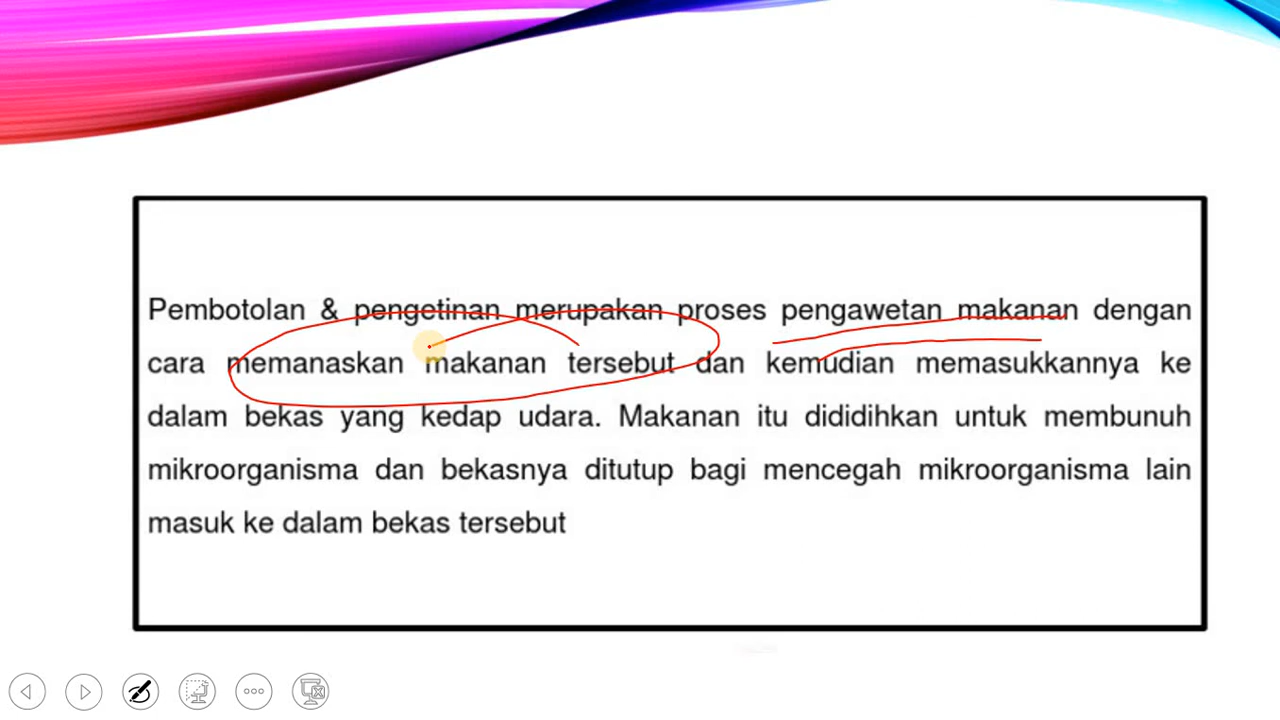 Pembotolan & pengetinan merupakan proses pengawetan makanan dengan
cara memanaskan makanan tersebut dan kemudian memasukkannya ke
dalam bekas yang kedap udara. Makanan itu dididihkan untuk membunuh
mikroorganisma dan bekasnya ditutup bagi mencegah mikroorganisma lain
masuk ke dalam bekas tersebut